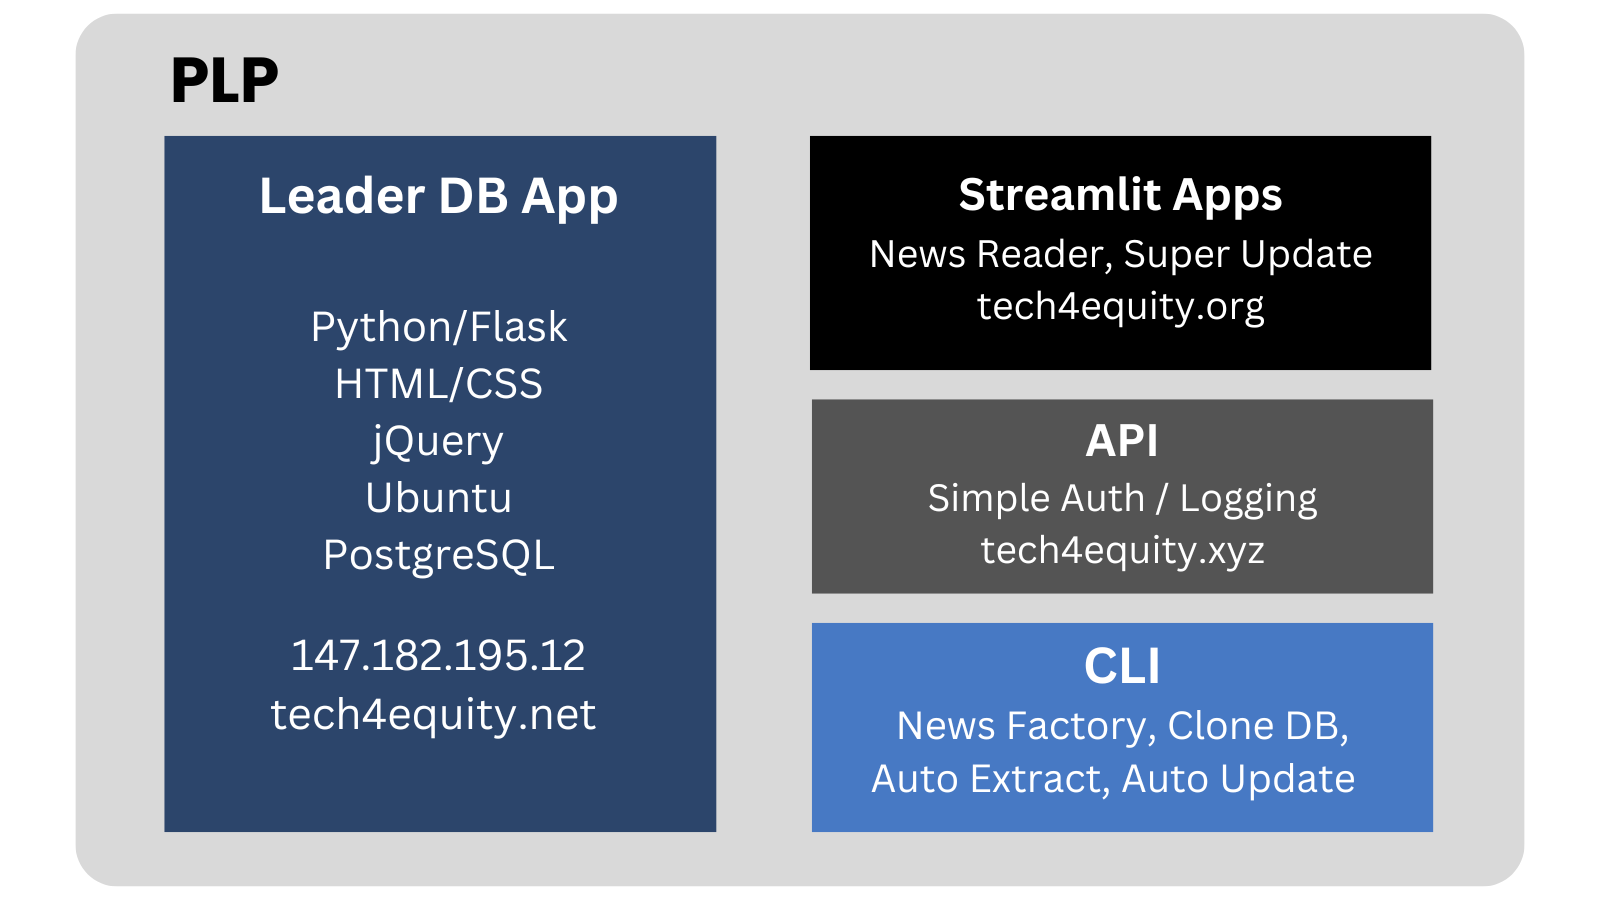 PLP
Leader DB App
Python/Flask
HTML/CSS
jQuery
Ubuntu
PostgreSQL
147.182.195.12
tech4equity.net
Streamlit Apps
News Reader, Super Update
tech4equity.org
API
Simple Auth / Logging
tech4equity.xyz
CLI
News Factory, Clone DB,
Auto Extract, Auto Update